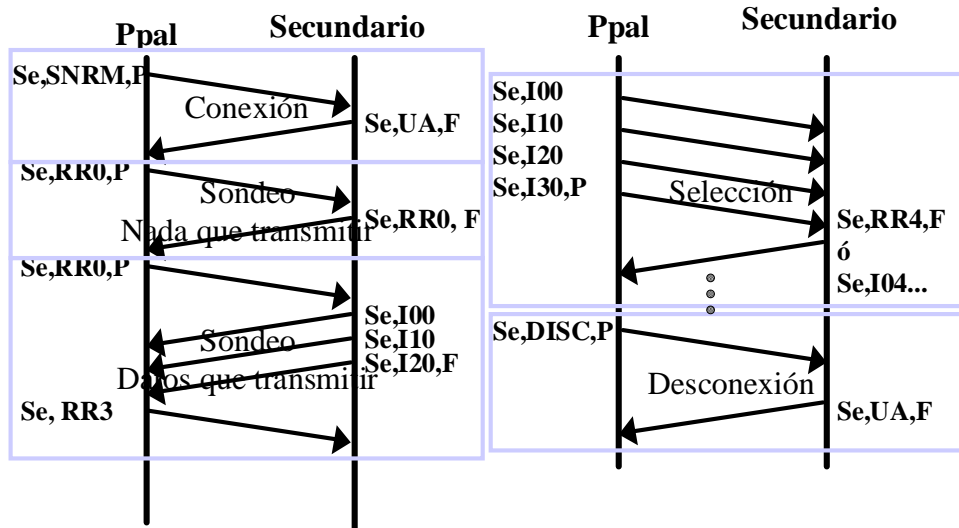 Ppal
Secundario
Se,SNRM,P
Conexión
Se,UA,F
Se,RR0,P
Sondeo
Se,RR0, F
Nada que transmitir
Se,RR0,P
Se,I00
Sondeo
Se,I10
Se,I20,F
Datos que transmitir
Se, RR3
Ppal
Secundario
Se,I00
Se,I10
Se,I20
Se,I30,P
Selección
Se,RR4,F
ó
Se,I04...
Se,DISC,P
Desconexión
Se,UA,F